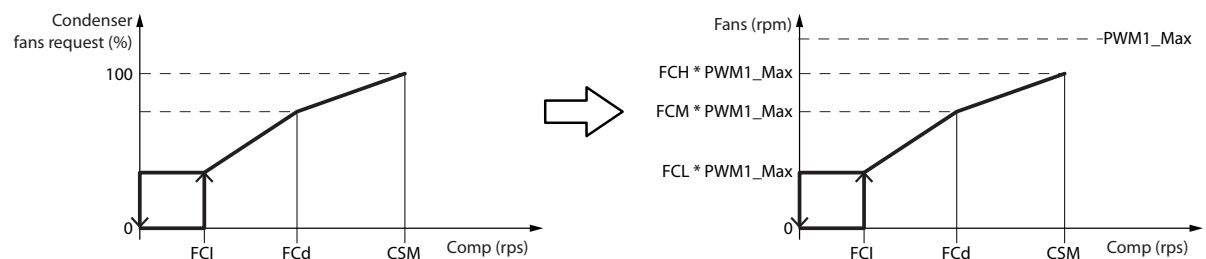 Condenser
fans request (%)
100
0
FCl
FCd
CSM
Comp (rps)
Fans (rpm)
PWM1_Max
FCH * PWM1_Max
FCM * PWM1_Max
FCL * PWM1_Max
0
FCl
FCd
CSM
Comp (rps)